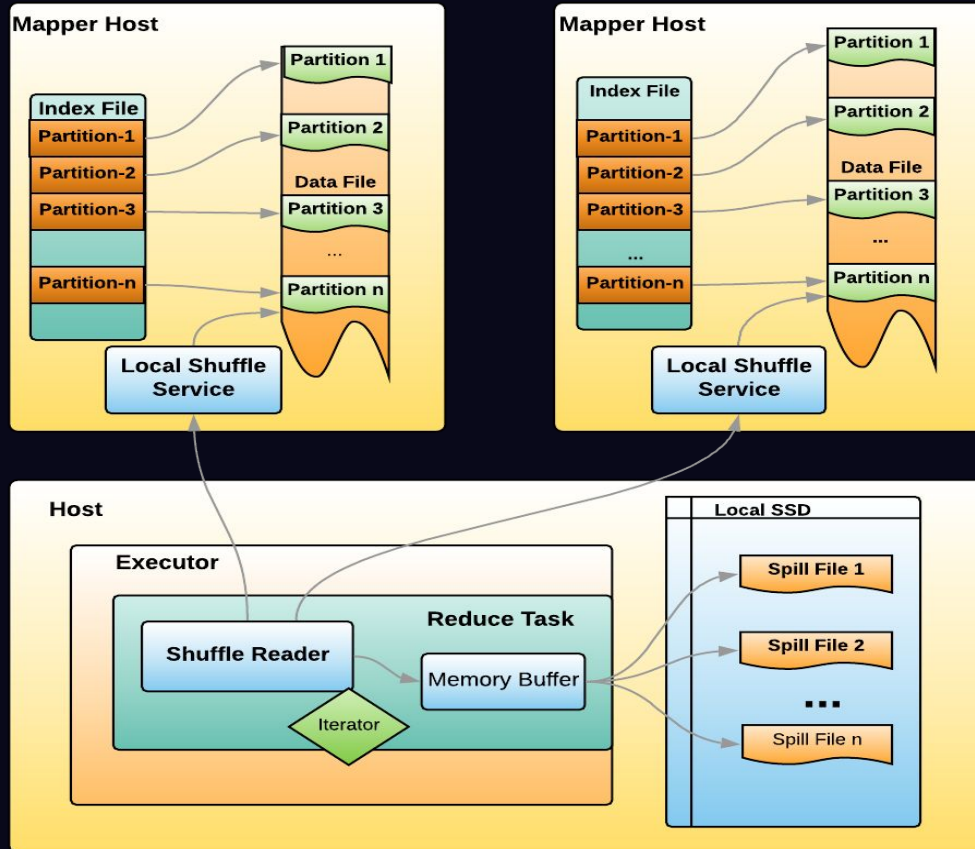 Mapper Host
Index File
Partition-1
Partition-2
Partition-3
Partition-n
Partition 1
Partition 2
Data File
Partition 3
...
Partition n
Local Shuffle
Service
Mapper Host
Index File
Partition-1
Partition-2
Partition-3
...
Partition-n
Partition 1
Partition 2
Data File
Partition 3
...
Partition n
Local Shuffle
Service
Host
Executor
Reduce Task
Shuffle Reader
Iterator
Memory Buffer
Local SSD
Spill File 1
Spill File 2
...
Spill File n